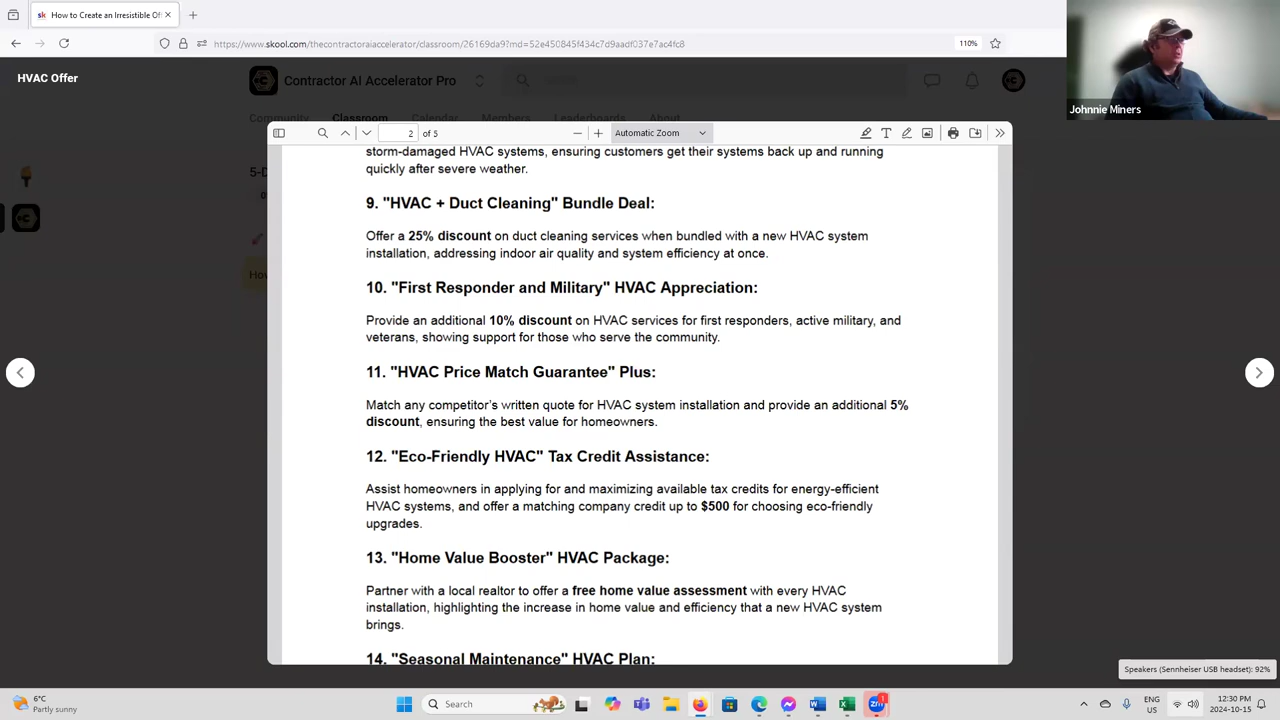 How to Create an Irresistible Of
https://www.skool.com/thecontractoraiaccelerator/classroom/26169da9?md=52e450845f434c7d9aadf037e7ac4fc8
110%
HVAC Offer
Contractor AI Accelerator Pro
Community Classroom Calendar Members Leaderboards About
Johnnie Miners
2 of 5
Automatic Zoom
5-D
How
storm-damaged HVAC systems, ensuring customers get their systems back up and running
quickly after severe weather.
9. "HVAC + Duct Cleaning" Bundle Deal:
Offer a 25% discount on duct cleaning services when bundled with a new HVAC system
installation, addressing indoor air quality and system efficiency at once.
10. "First Responder and Military" HVAC Appreciation:
Provide an additional 10% discount on HVAC services for first responders, active military, and
veterans, showing support for those who serve the community.
11. "HVAC Price Match Guarantee" Plus:
Match any competitor's written quote for HVAC system installation and provide an additional 5%
discount, ensuring the best value for homeowners.
12. "Eco-Friendly HVAC" Tax Credit Assistance:
Assist homeowners in applying for and maximizing available tax credits for energy-efficient
HVAC systems, and offer a matching company credit up to $500 for choosing eco-friendly
upgrades.
13. "Home Value Booster" HVAC Package:
Partner with a local realtor to offer a free home value assessment with every HVAC
installation, highlighting the increase in home value and efficiency that a new HVAC system
brings.
14. "Seasonal Maintenance" HVAC Plan:
Speakers (Sennheiser USB headset): 92%
6°C
Partly sunny
Search
ENG
US
12:30 PM
2024-10-15